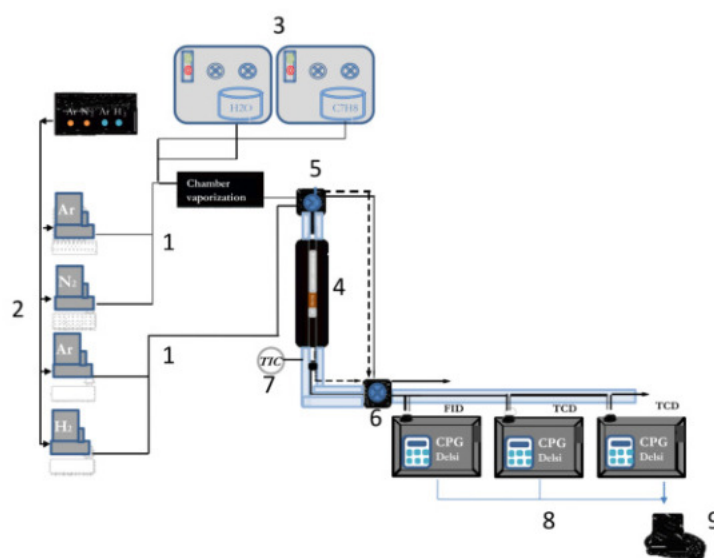 3
Ar N2 Ar H2
H2O
C7H8
Chamber
vaporization
5
Ar
1
N2
2
4
Ar
1
TIC
7
H2
6
FID
TCD
TCD
CPG
Delsi
CPG
Delsi
CPG
Delsi
8
9